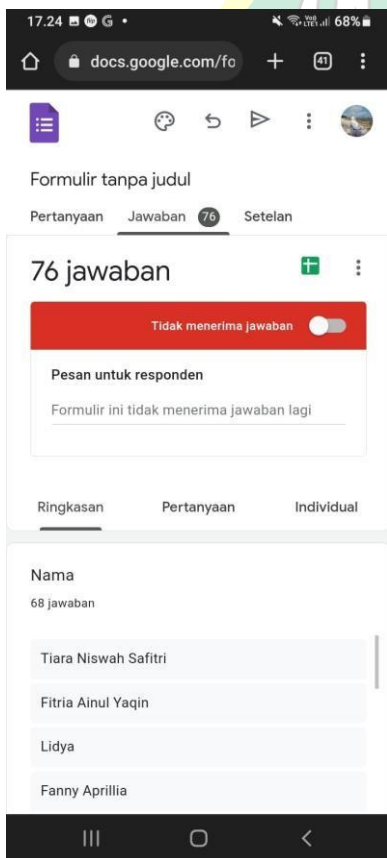 17.24 G 68%
docs.google.com/fo 41
Formulir tanpa judul
Pertanyaan Jawaban 76 Setelan
76 jawaban
Tidak menerima jawaban
Pesan untuk responden
Formulir ini tidak menerima jawaban lagi
Ringkasan Pertanyaan Individual
Nama
68 jawaban
Tiara Niswah Safitri
Fitria Ainul Yaqin
Lidya
Fanny Aprillia